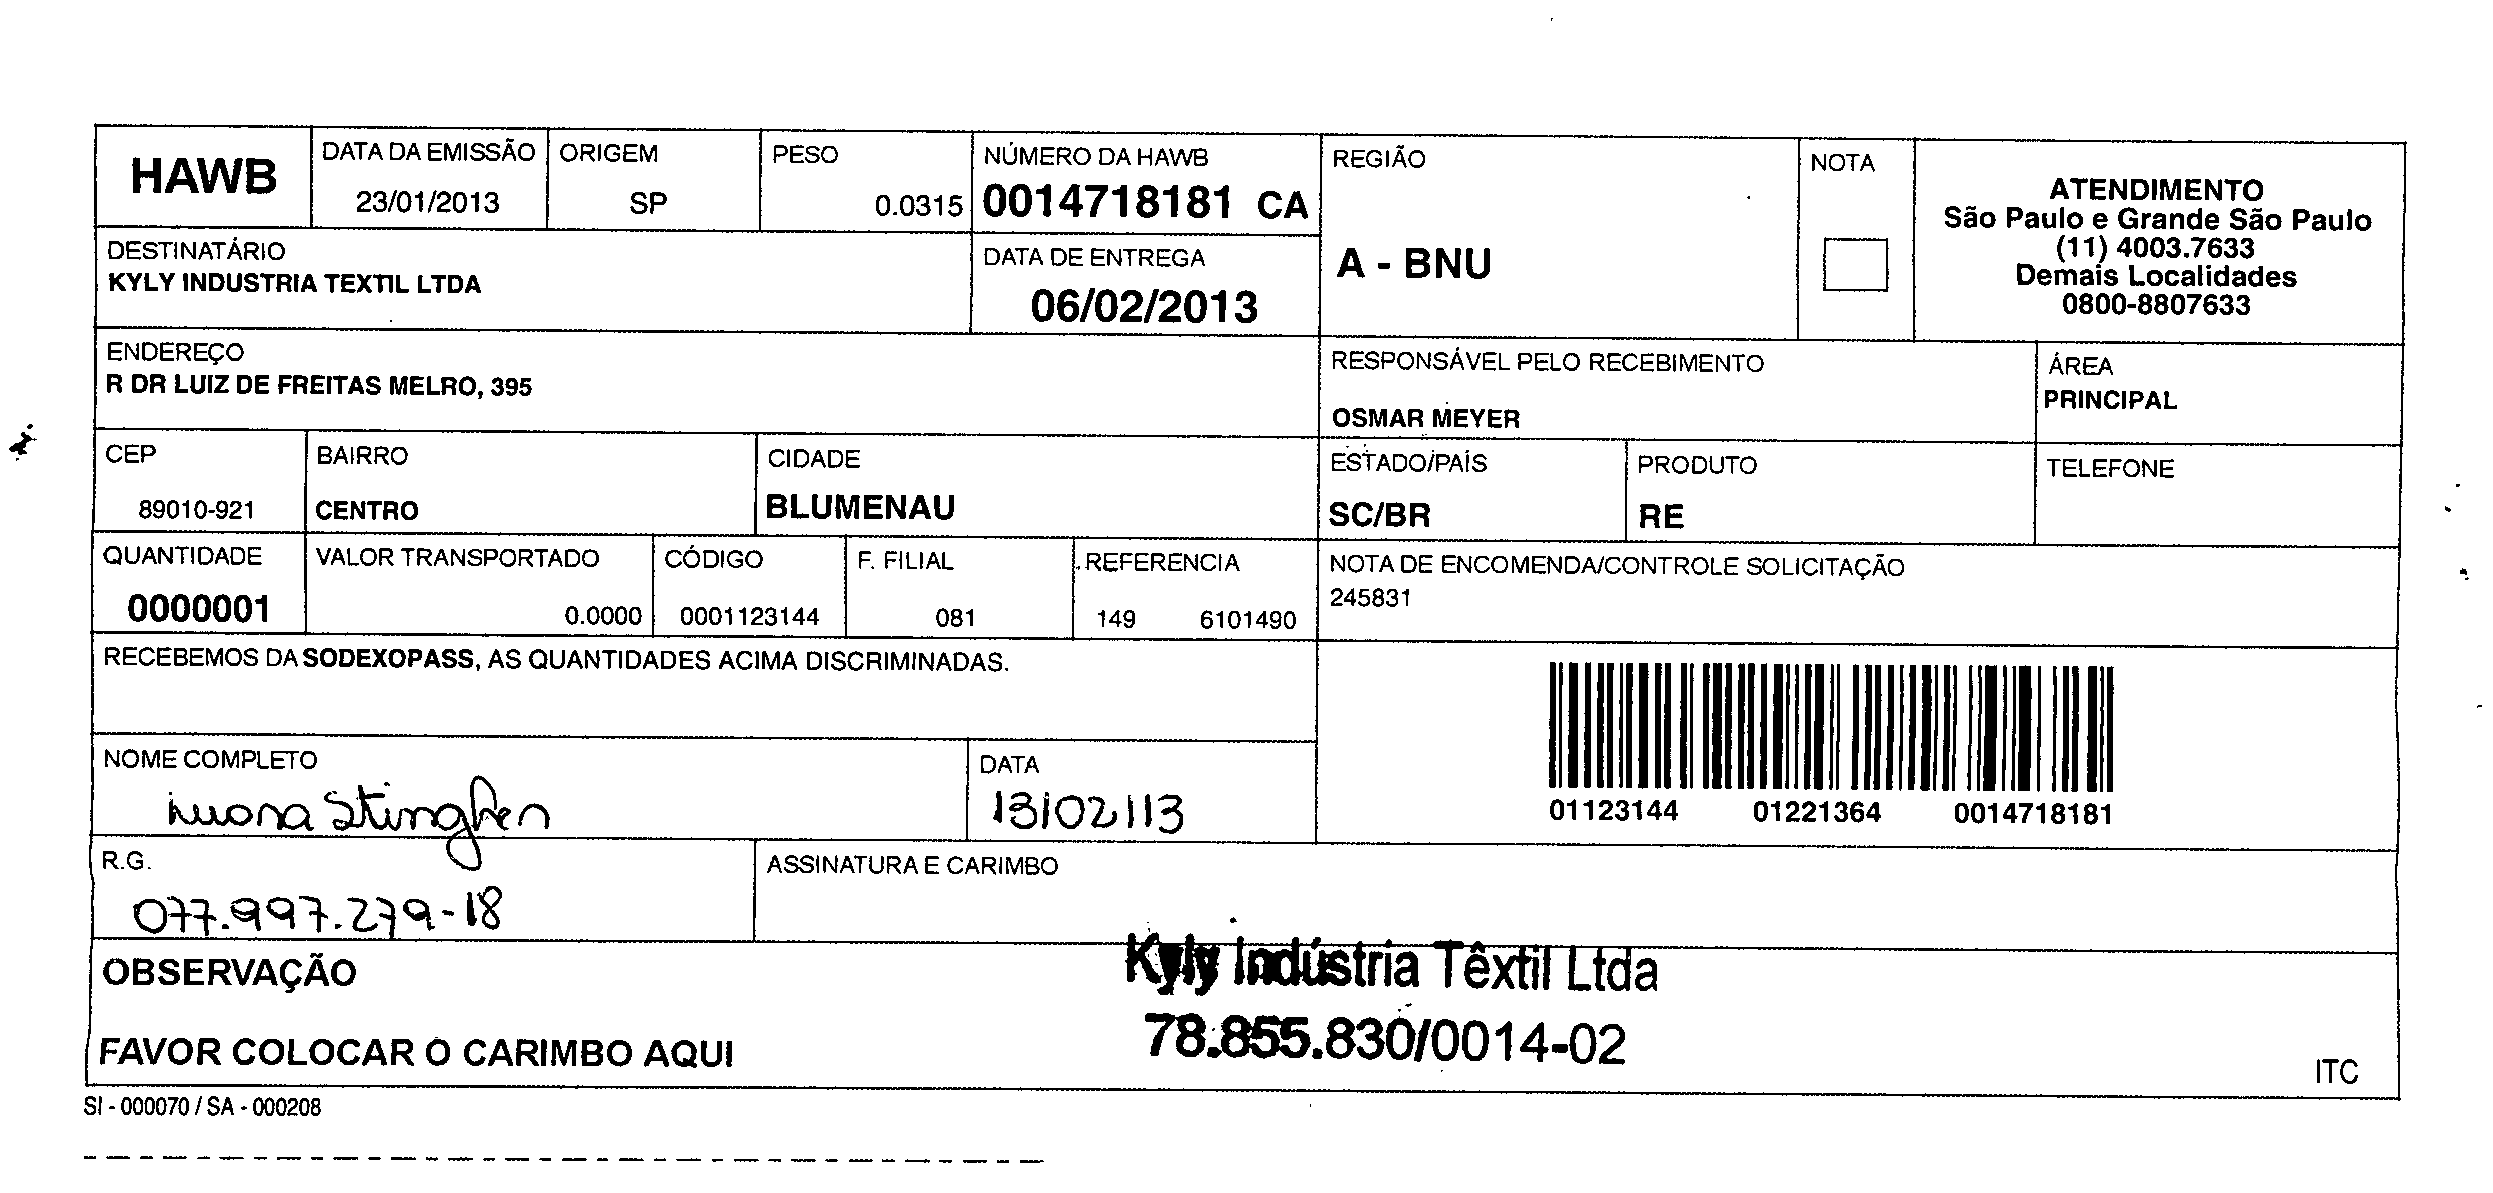 HAWB
DATA DA EMISSÃO
23/01/2013
ORIGEM
SP
PESO
0.0315
NÚMERO DA HAWB
0014718181 CA
REGIÃO
A - BNU
NOTA
ATENDIMENTO
São Paulo e Grande São Paulo
(11) 4003.7633
Demais Localidades
0800-8807633
DESTINATÁRIO
KYLY INDUSTRIA TEXTIL LTDA
DATA DE ENTREGA
06/02/2013
ENDEREÇO
R DR LUIZ DE FREITAS MELRO, 395
RESPONSÁVEL PELO RECEBIMENTO
OSMAR MEYER
ÁREA
PRINCIPAL
CEP
89010-921
BAIRRO
CENTRO
CIDADE
BLUMENAU
ESTADO/PAÍS
SC/BR
PRODUTO
RE
TELEFONE
QUANTIDADE
0000001
VALOR TRANSPORTADO
0.0000
CÓDIGO
0001123144
F. FILIAL
081
REFERENCIA
149 6101490
NOTA DE ENCOMENDA/CONTROLE SOLICITAÇÃO
245831
RECEBEMOS DA SODEXOPASS, AS QUANTIDADES ACIMA DISCRIMINADAS.
01123144 01221364 0014718181
NOME COMPLETO
Stinghen
DATA
13/02/13
R.G.
077.997.279-18
ASSINATURA E CARIMBO
Kyly Indústria Têxtil Ltda
78.855.830/0014-02
OBSERVAÇÃO
FAVOR COLOCAR O CARIMBO AQUI
ITC
SI - 000070 / SA - 000208